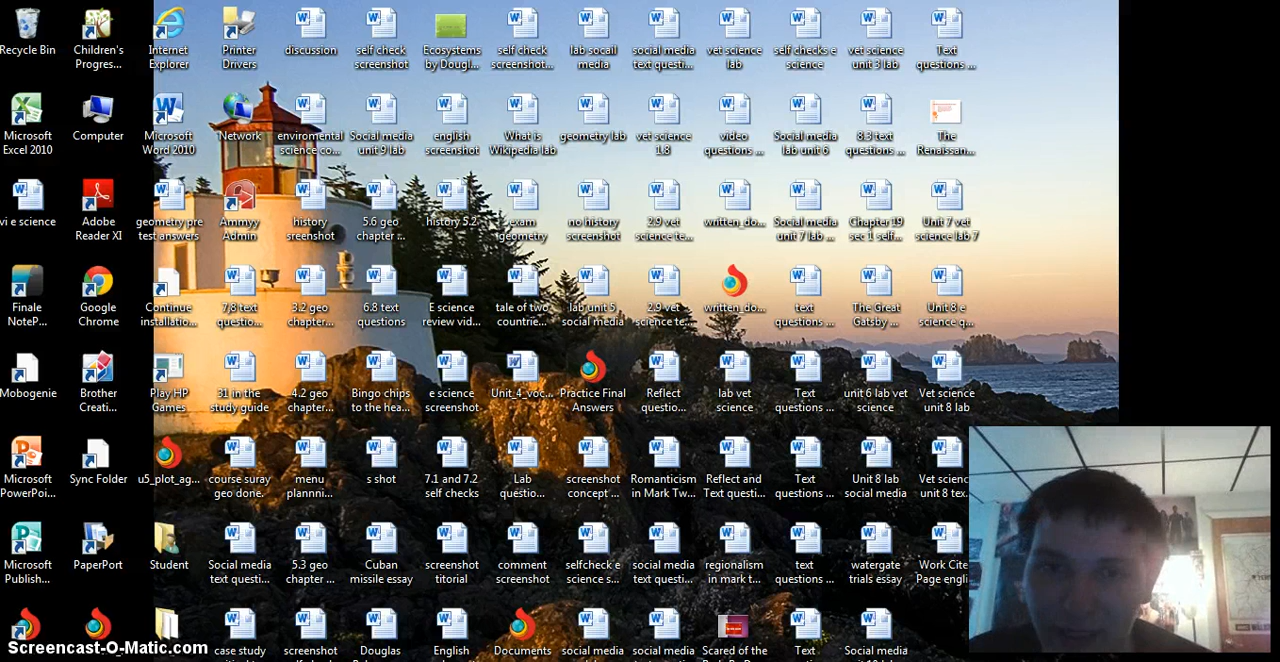 Recycle Bin
Children's
Progres...
Internet
Explorer
Printer
Drivers
discussion
self check
screenshot
Ecosystems
by Dougl...
self check
screenshot...
lab socail
media
social media
text questi...
vet science
lab
self checks e
science
vet science
unit 3 lab
Text
questions ...
Microsoft
Excel 2010
Computer
Microsoft
Word 2010
Network
enviromental
science co...
Social media
unit 9 lab
english
screenshot
What is
Wikipedia lab
geometry lab
vet science
1.8
video
questions ...
Social media
lab unit 6
8.3 text
questions ...
The
Renaissan...
vi e science
Adobe
Reader XI
geometry pre
test answers
Ammyy
Admin
history
sreenshot
5.6 geo
chapter ...
history 5.2
exam
geometry
no history
screenshot
2.9 vet
science te...
written_do...
Social media
unit 7 lab ...
Chapter 19
sec 1 self...
Unit 7 vet
science lab 7
Finale
NoteP...
Google
Chrome
Continue
installatio...
7,8 text
questio...
3.2 geo
chapter...
6.8 text
questions
E science
review vid...
tale of two
countrie...
lab unit 5
social media
2.9 vet
science te...
written_do...
text
questions ...
The Great
Gatsby ...
Unit 8 e
science q...
Mobogenie
Brother
Creati...
Play HP
Games
31 in the
study guide
4.2 geo
chapter...
Bingo chips
to the hea...
e science
screenshot
Unit_4_voc...
Practice Final
Answers
Reflect
questio...
lab vet
science
Text
questions ...
unit 6 lab vet
science
Vet science
unit 8 lab
Microsoft
PowerPoi...
Sync Folder
u5_plot_ag...
course suray
geo done.
menu
plannni...
s shot
7.1 and 7.2
self checks
Lab
questio...
screenshot
concept ...
Romanticism
in Mark Tw...
Reflect and
Text questi...
Text
questions ...
Unit 8 lab
social media
Vet scienc
unit 8 tex
Microsoft
Publish...
PaperPort
Student
Social media
text questi...
5.3 geo
chapter ...
Cuban
missile essay
screenshot
titorial
comment
screenshot
selfcheck e
science s...
social media
text questi...
regionalism
in mark t...
text
questions ...
watergate
trials essay
Work Cite
Page engli
case study
screenshot
Douglas
English
Documents
social media
social media
Scared of the
Text
Social media
Screencast-O-Matic.com